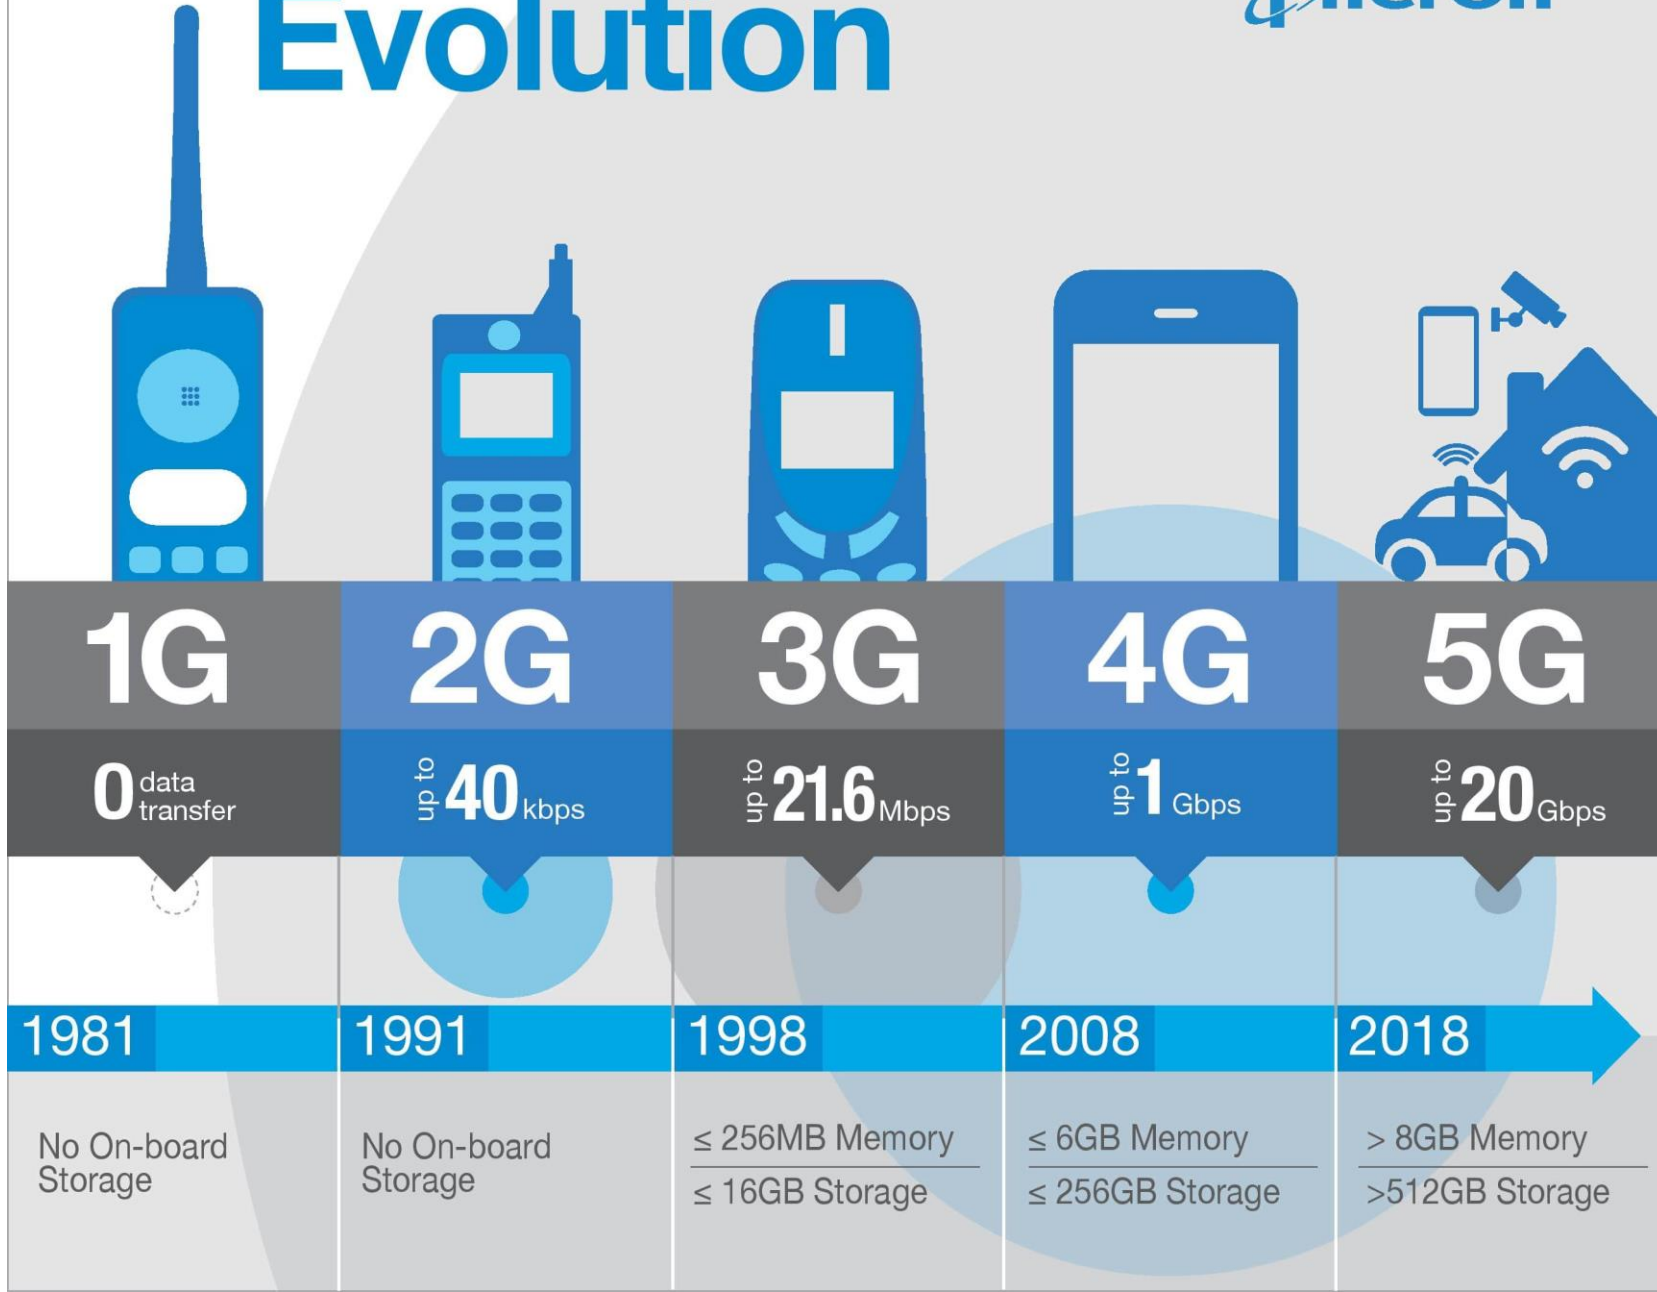 Evolution
1G
2G
3G
4G
5G
0 data transfer
up to 40 kbps
up to 21.6 Mbps
up to 1 Gbps
up to 20 Gbps
1981
1991
1998
2008
2018
No On-board
Storage
No On-board
Storage
≤ 256MB Memory
≤ 16GB Storage
≤ 6GB Memory
≤ 256GB Storage
> 8GB Memory
>512GB Storage